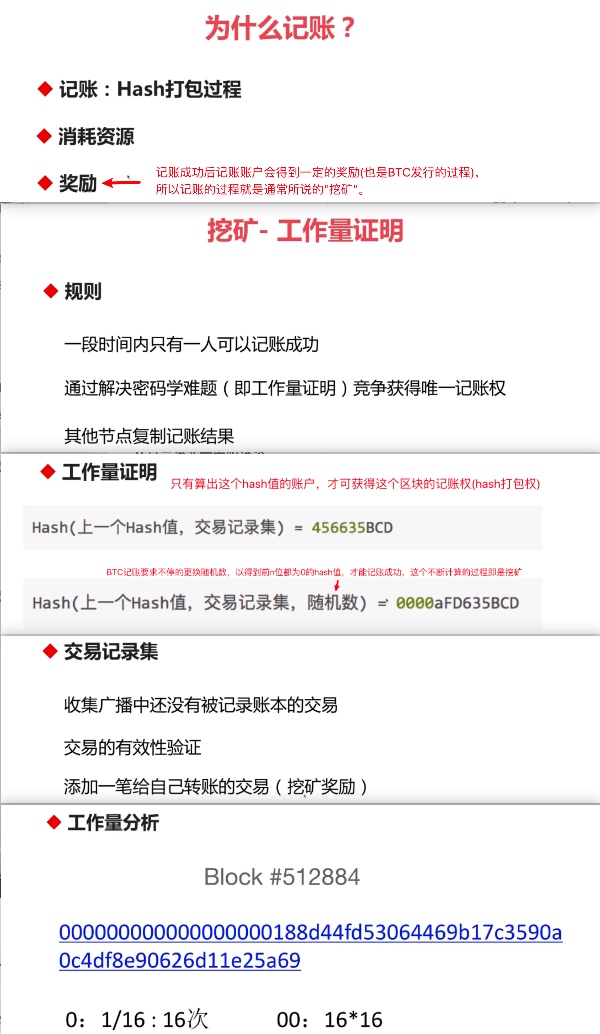 为什么记账？
◆ 记账：Hash打包过程
◆ 消耗资源
◆ 奖励
记账成功后记账账户会得到一定的奖励(也是BTC发行的过程),
所以记账的过程就是通常所说的"挖矿"。
挖矿- 工作量证明
◆ 规则
一段时间内只有一人可以记账成功
通过解决密码学难题（即工作量证明）竞争获得唯一记账权
其他节点复制记账结果
◆ 工作量证明
只有算出这个hash值的账户，才可获得这个区块的记账权(hash打包权)
Hash(上一个Hash值，交易记录集) = 456635BCD
BTC记账要求不停的更换随机数，以得到前n位都为0的hash值，才能记账成功，这个不断计算的过程即是挖矿
Hash(上一个Hash值，交易记录集，随机数) = 0000aFD635BCD
◆ 交易记录集
收集广播中还没有被记录账本的交易
交易的有效性验证
添加一笔给自己转账的交易（挖矿奖励）
◆ 工作量分析
Block #512884
0000000000000000000188d44fd53064469b17c3590a
0c4df8e90626d11e25a69
0：1/16 : 16次
00：16*16